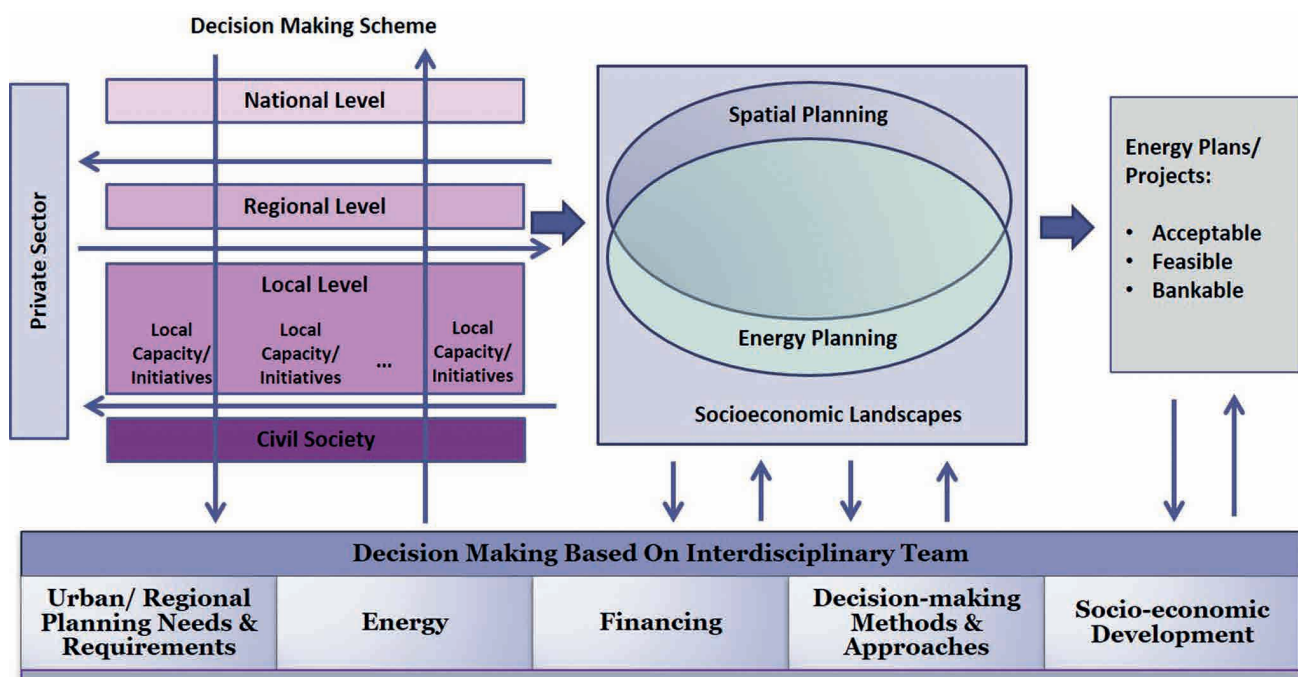 Decision Making Scheme
Private Sector
National Level
Regional Level
Local Level
Local
Capacity/
Initiatives
Local
Capacity/
Initiatives
...
Local
Capacity/
Initiatives
Civil Society
Spatial Planning
Energy Planning
Socioeconomic Landscapes
Energy Plans/
Projects:
• Acceptable
• Feasible
• Bankable
Decision Making Based On Interdisciplinary Team
Urban/ Regional
Planning Needs &
Requirements
Energy
Financing
Decision-making
Methods &
Approaches
Socio-economic
Development